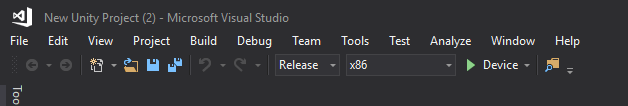 New Unity Project (2) - Microsoft Visual Studio
File Edit View Project Build Debug Team Tools Test Analyze Window Help
Release x86 Device
Too